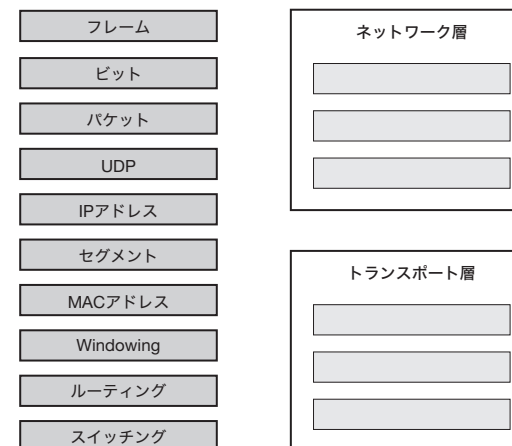 フレーム
ビット
パケット
UDP
IPアドレス
セグメント
MACアドレス
Windowing
ルーティング
スイッチング
ネットワーク層
トランスポート層